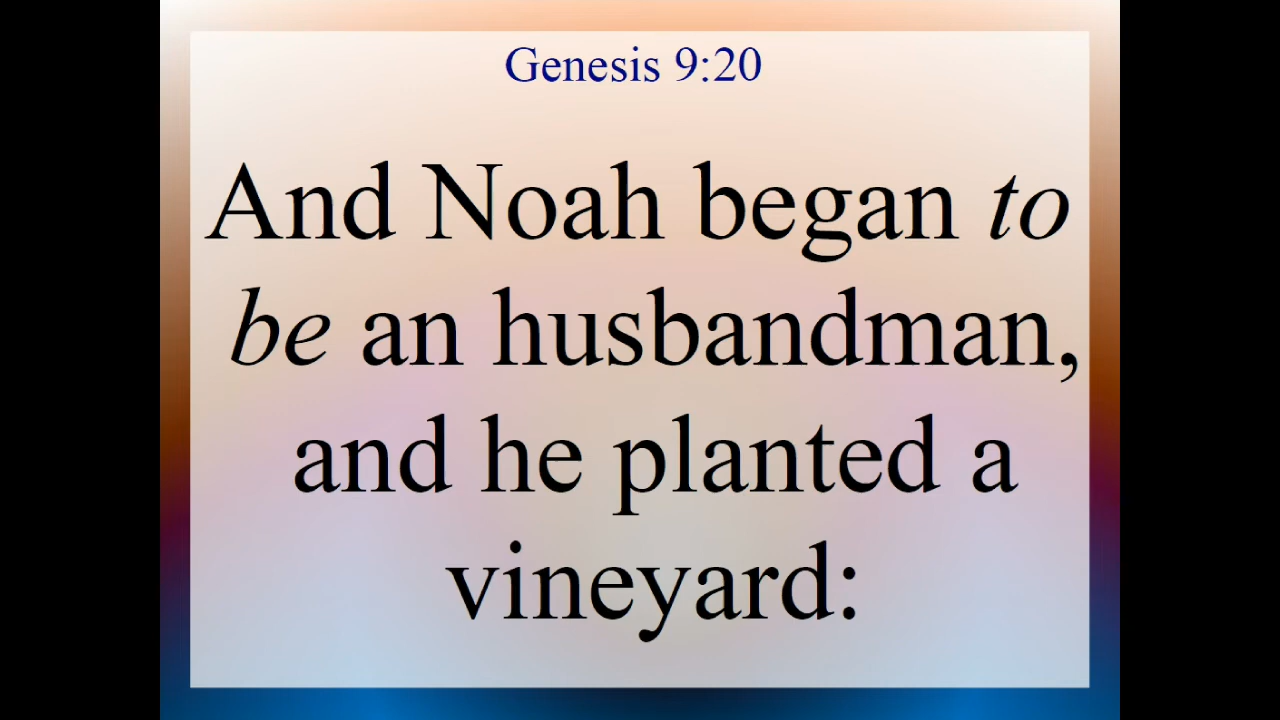 Genesis 9:20
And Noah began to
be an husbandman,
and he planted a
vineyard: